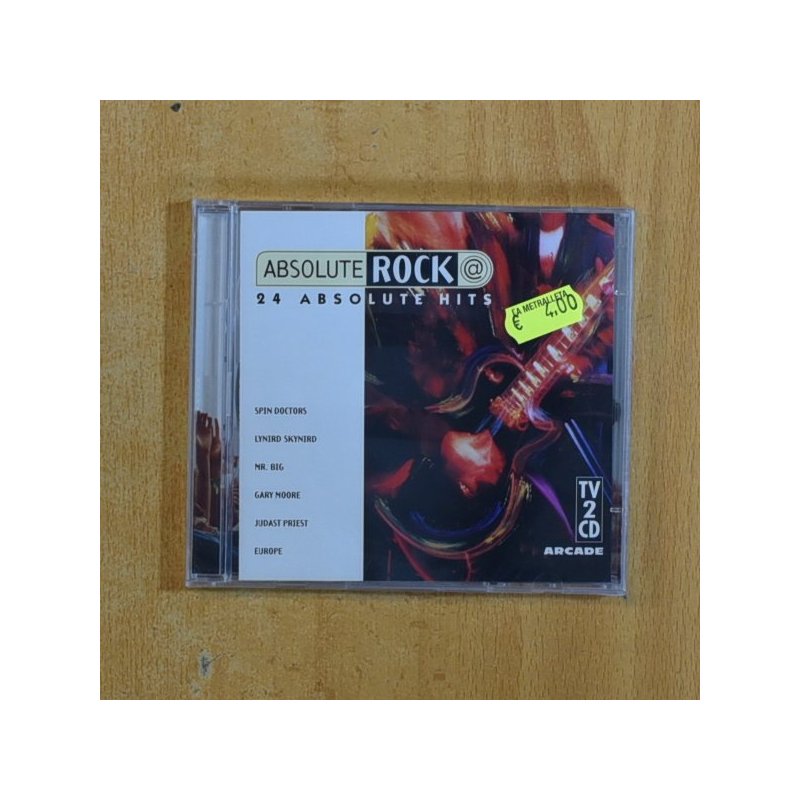 ABSOLUTE ROCK @
24 ABSOLUTE HITS
LA METRALLETA
€ 4,00
SPIN DOCTORS
LYNIRD SKYNIRD
MR. BIG
GARY MOORE
JUDAST PRIEST
EUROPE
TV
2
CD
ARCADE